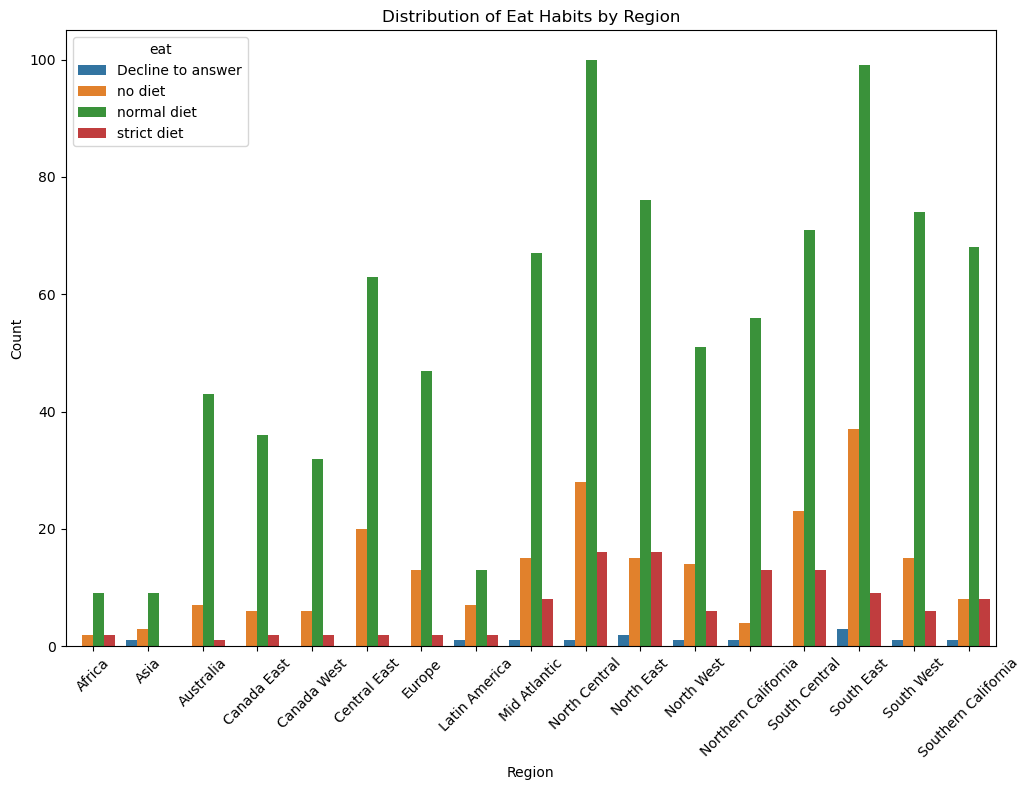 Distribution of Eat Habits by Region
eat
Decline to answer
no diet
normal diet
strict diet
100
80
60
40
20
0
Count
Africa
Asia
Australia
Canada East
Canada West
Central East
Europe
Latin America
Mid Atlantic
North Central
North East
North West
Northern California
South Central
South East
South West
Southern California
Region